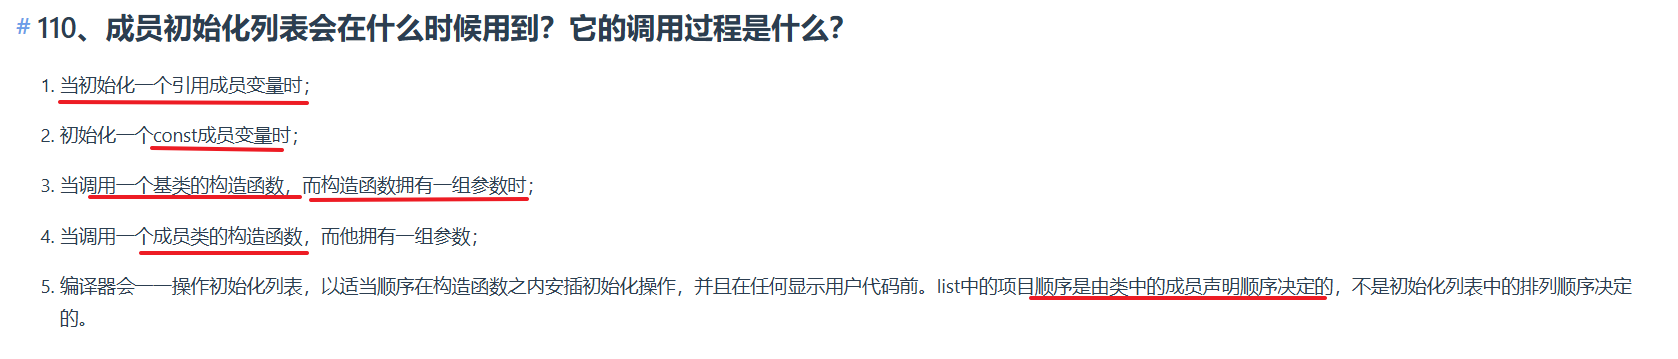 # 110、成员初始化列表会在什么时候用到？它的调用过程是什么？
1. 当初始化一个引用成员变量时；
2. 初始化一个const成员变量时；
3. 当调用一个基类的构造函数，而构造函数拥有一组参数时；
4. 当调用一个成员类的构造函数，而他拥有一组参数；
5. 编译器会一一操作初始化列表，以适当顺序在构造函数之内安插初始化操作，并且在任何显示用户代码前。list中的项目顺序是由类中的成员声明顺序决定的，不是初始化列表中的排列顺序决定
的。